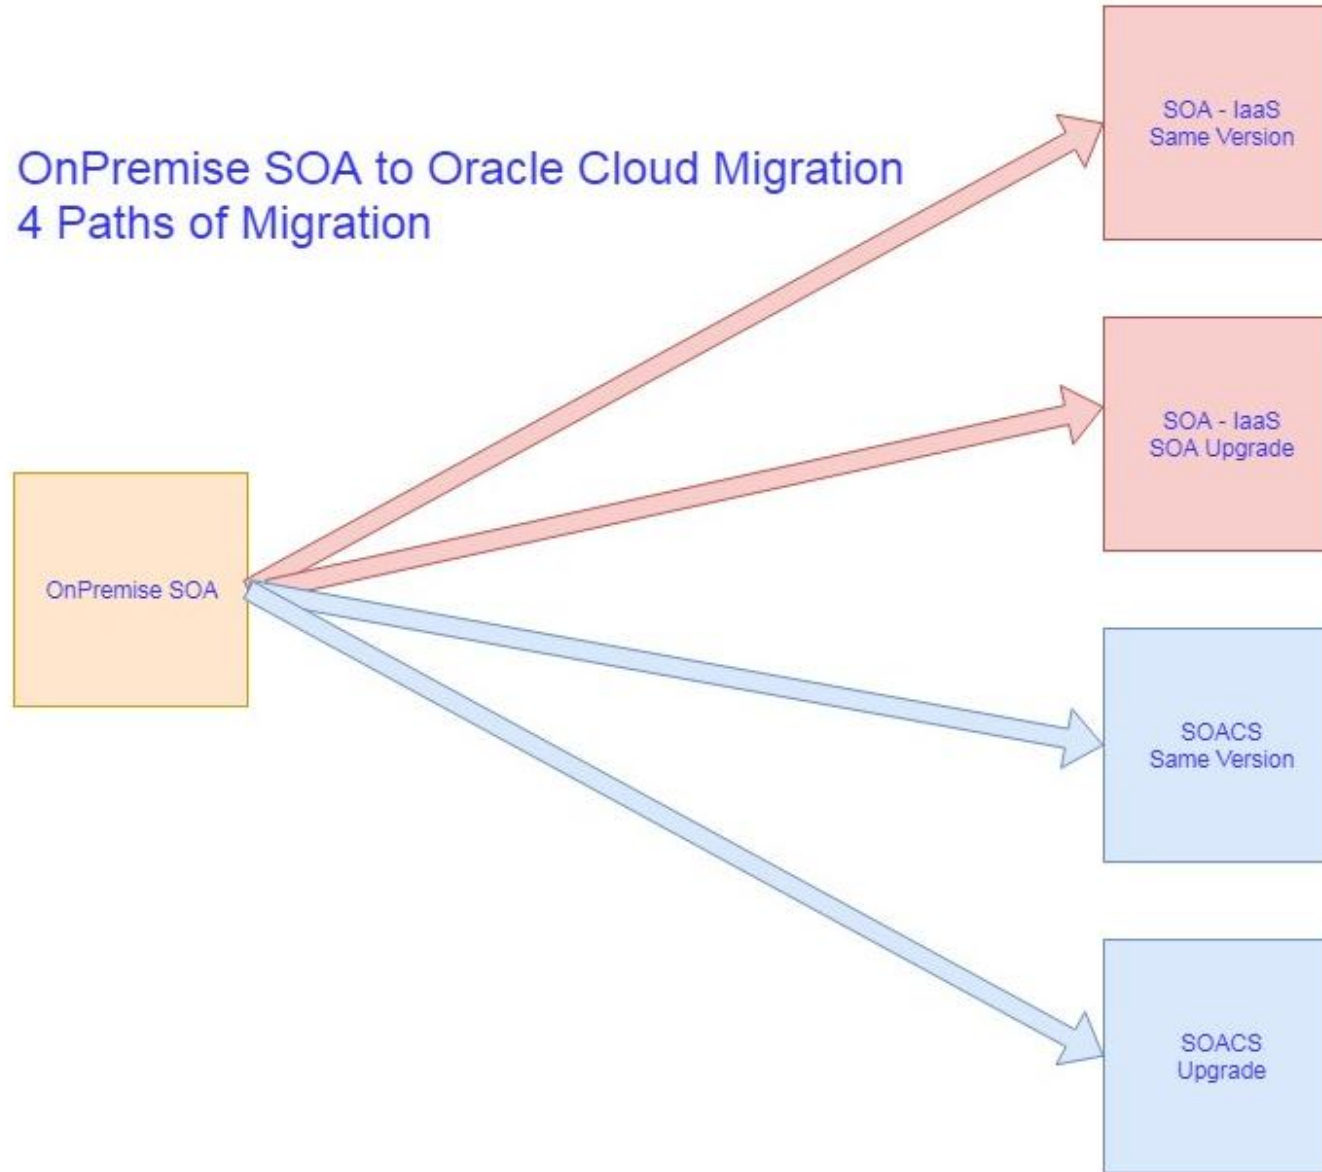 OnPremise SOA to Oracle Cloud Migration
4 Paths of Migration
SOA - IaaS
Same Version
SOA - IaaS
SOA Upgrade
OnPremise SOA
SOACS
Same Version
SOACS
Upgrade